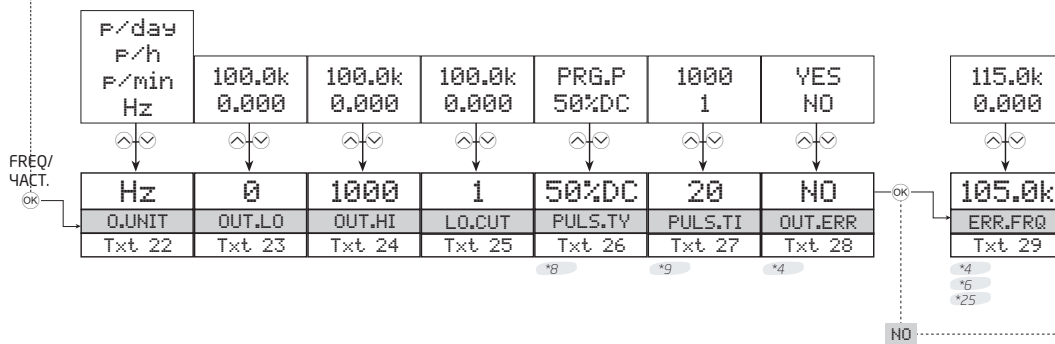 p/day
p/h
p/min
Hz
100.0k
0.000
100.0k
0.000
100.0k
0.000
PRG.P
50%DC
1000
1
YES
NO
115.0k
0.000
FREQ/
ЧАСТ.
OK
Hz
0
1000
1
50%DC
20
NO
OK
105.0k
O.UNIT
OUT.LO
OUT.HI
LO.CUT
PULS.TY
PULS.TI
OUT.ERR
ERR.FRQ
Txt 22
Txt 23
Txt 24
Txt 25
Txt 26
Txt 27
Txt 28
Txt 29
*8
*9
*4
*4
*6
*25
NO